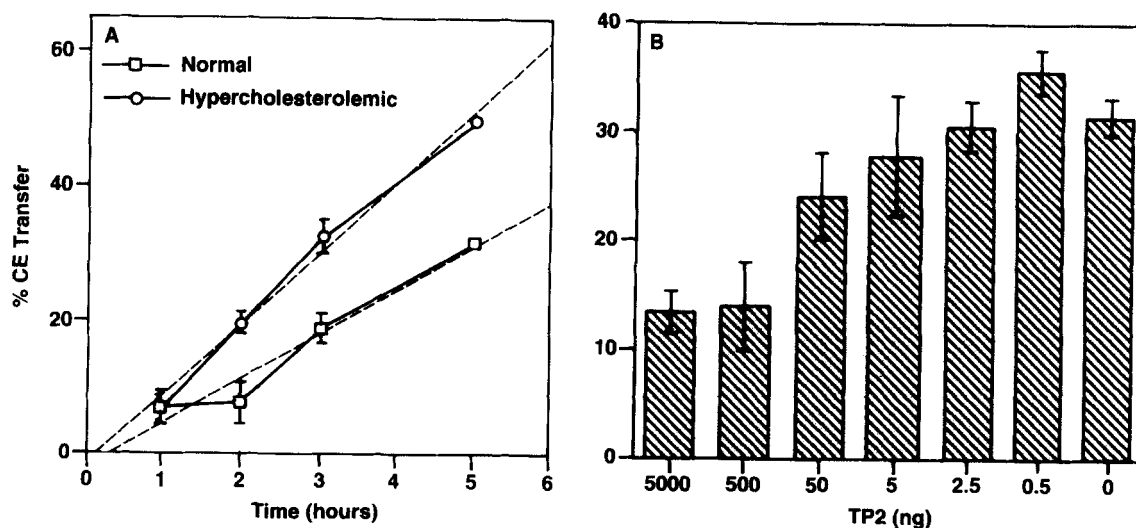 A
Normal
Hypercholesterolemic
% CE Transfer
60
40
20
0
0 1 2 3 4 5 6
Time (hours)
B
40
30
20
10
0
5000 500 50 5 2.5 0.5 0
TP2 (ng)